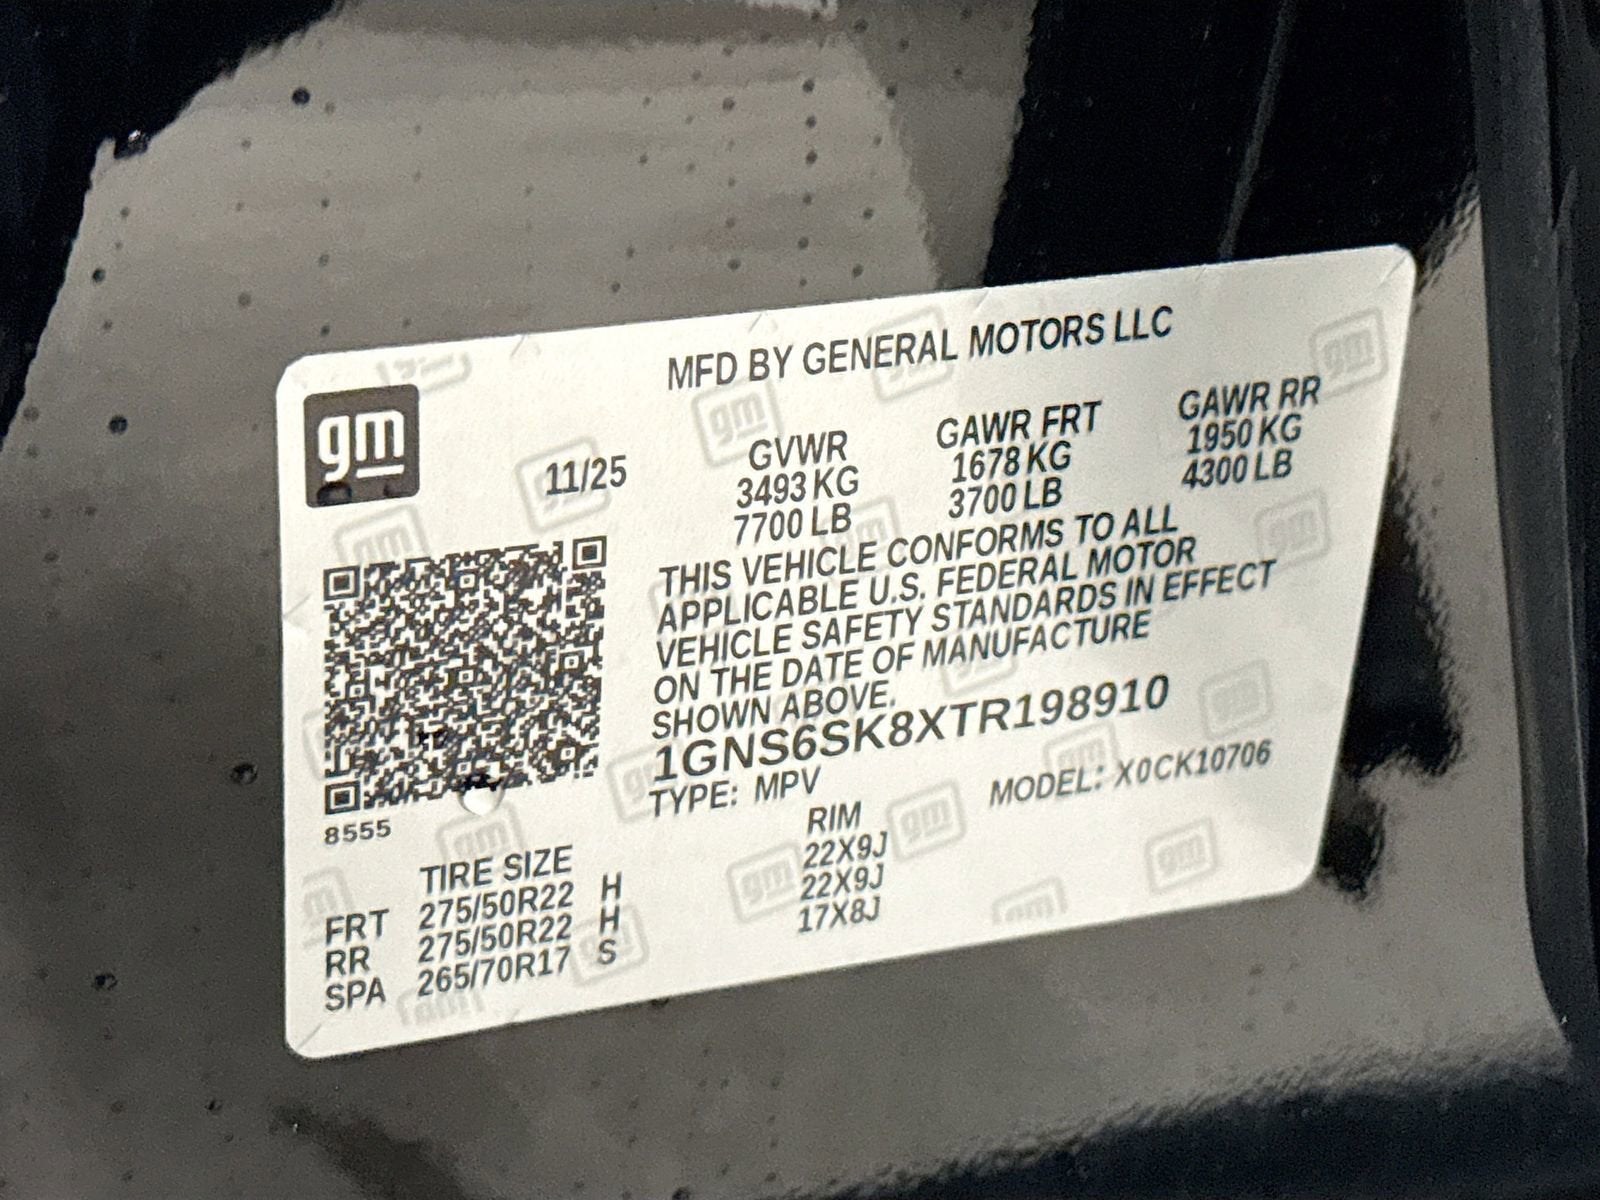 MFD BY GENERAL MOTORS LLC
gm
11/25
GVWR GAWR FRT GAWR RR
3493 KG 1678 KG 1950 KG
7700 LB 3700 LB 4300 LB
THIS VEHICLE CONFORMS TO ALL
APPLICABLE U.S. FEDERAL MOTOR
VEHICLE SAFETY STANDARDS IN EFFECT
ON THE DATE OF MANUFACTURE
SHOWN ABOVE.
1GNS6SK8XTR198910
TYPE: MPV MODEL: X0CK10706
8555
TIRE SIZE RIM
FRT 275/50R22 H 22X9J
RR 275/50R22 H 22X9J
SPA 265/70R17 S 17X8J